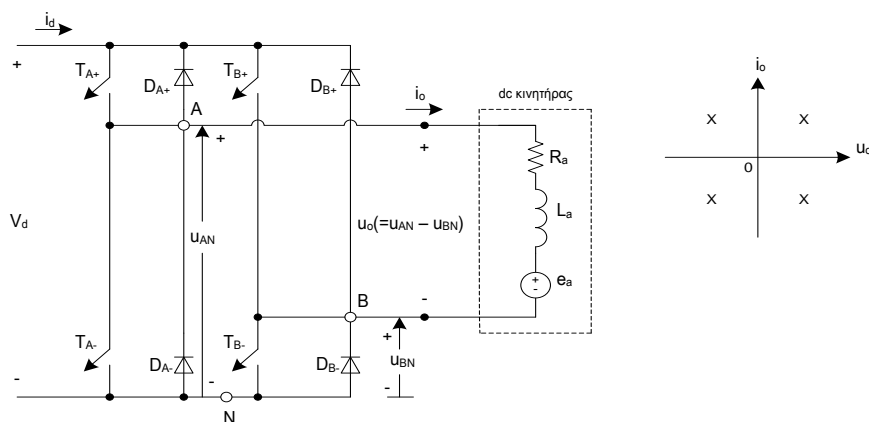 i_d
+
T_A+
D_A+
T_B+
D_B+
A
+
i_o
+
dc κινητήρας
R_a
L_a
+
-
e_a
V_d
u_AN
u_o(=u_AN – u_BN)
B
-
+
u_BN
-
T_A-
D_A-
T_B-
D_B-
-
-
N
i_o
x
x
0
u_o
x
x